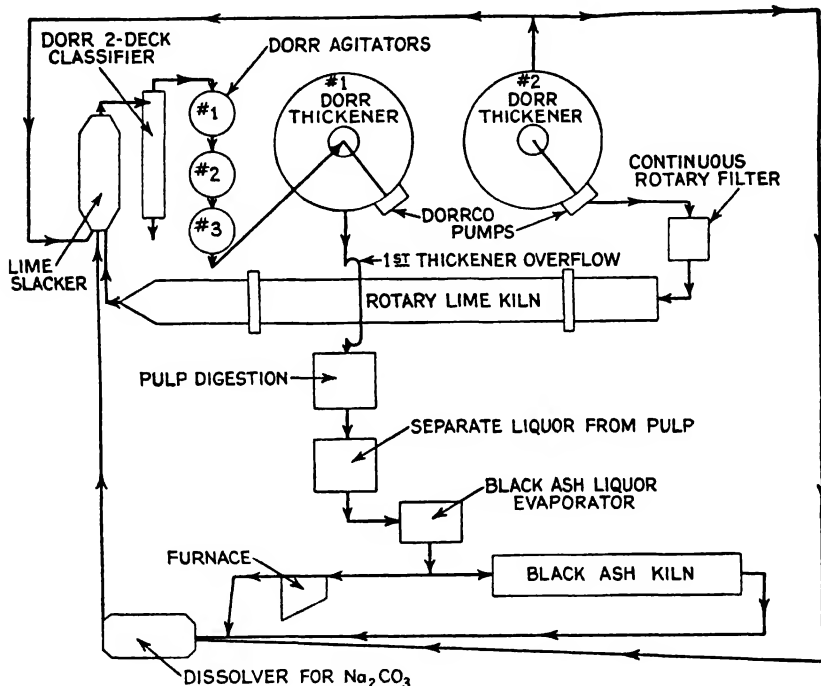 DORR 2-DECK
CLASSIFIER
DORR AGITATORS
#1
#2
#3
#1
DORR
THICKENER
#2
DORR
THICKENER
CONTINUOUS
ROTARY FILTER
DORRCO
PUMPS
LIME
SLACKER
1ST THICKENER OVERFLOW
ROTARY LIME KILN
PULP DIGESTION
SEPARATE LIQUOR FROM PULP
BLACK ASH LIQUOR
EVAPORATOR
FURNACE
BLACK ASH KILN
DISSOLVER FOR Na₂CO₃